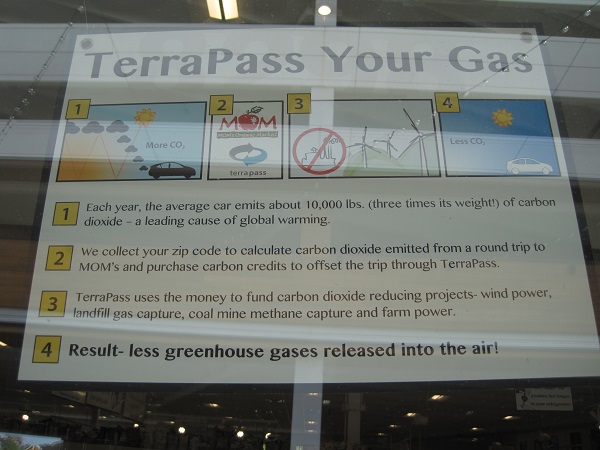 TerraPass Your Gas
1
More CO2
2
MOM
terrapass
3
4
Less CO2
1 Each year, the average car emits about 10,000 lbs. (three times its weight!) of carbon
dioxide – a leading cause of global warming.
2 We collect your zip code to calculate carbon dioxide emitted from a round trip to
MOM's and purchase carbon credits to offset the trip through TerraPass.
3 TerraPass uses the money to fund carbon dioxide reducing projects- wind power,
landfill gas capture, coal mine methane capture and farm power.
4 Result- less greenhouse gases released into the air!